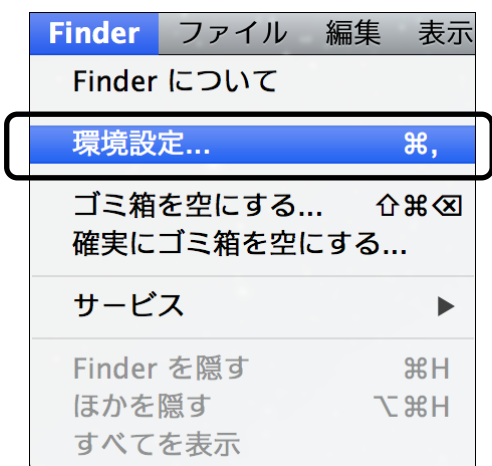 Finder ファイル 編集 表示
Finder について
環境設定... ⌘,
ゴミ箱を空にする... ⇧⌘⌫
確実にゴミ箱を空にする...
サービス ▶
Finder を隠す ⌘H
ほかを隠す ⌥⌘H
すべてを表示